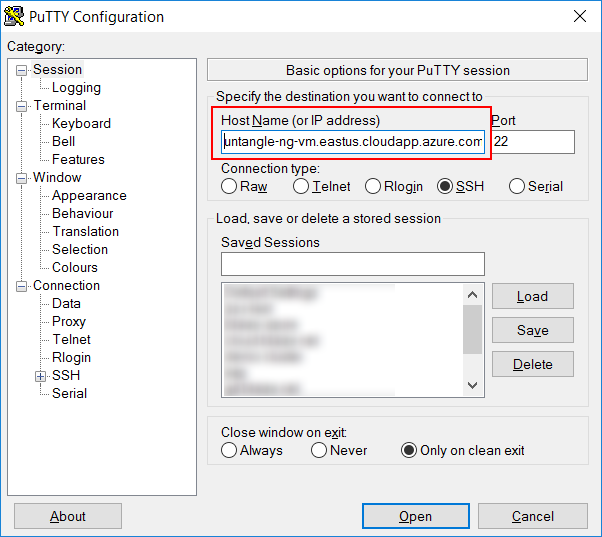 PuTTY Configuration
Category:
Session
Logging
Terminal
Keyboard
Bell
Features
Window
Appearance
Behaviour
Translation
Selection
Colours
Connection
Data
Proxy
Telnet
Rlogin
SSH
Serial
Basic options for your PuTTY session
Specify the destination you want to connect to
Host Name (or IP address) Port
untangle-ng-vm.eastus.cloudapp.azure.com 22
Connection type:
Raw Telnet Rlogin SSH Serial
Load, save or delete a stored session
Saved Sessions
Load
Save
Delete
Close window on exit:
Always Never Only on clean exit
About Open Cancel